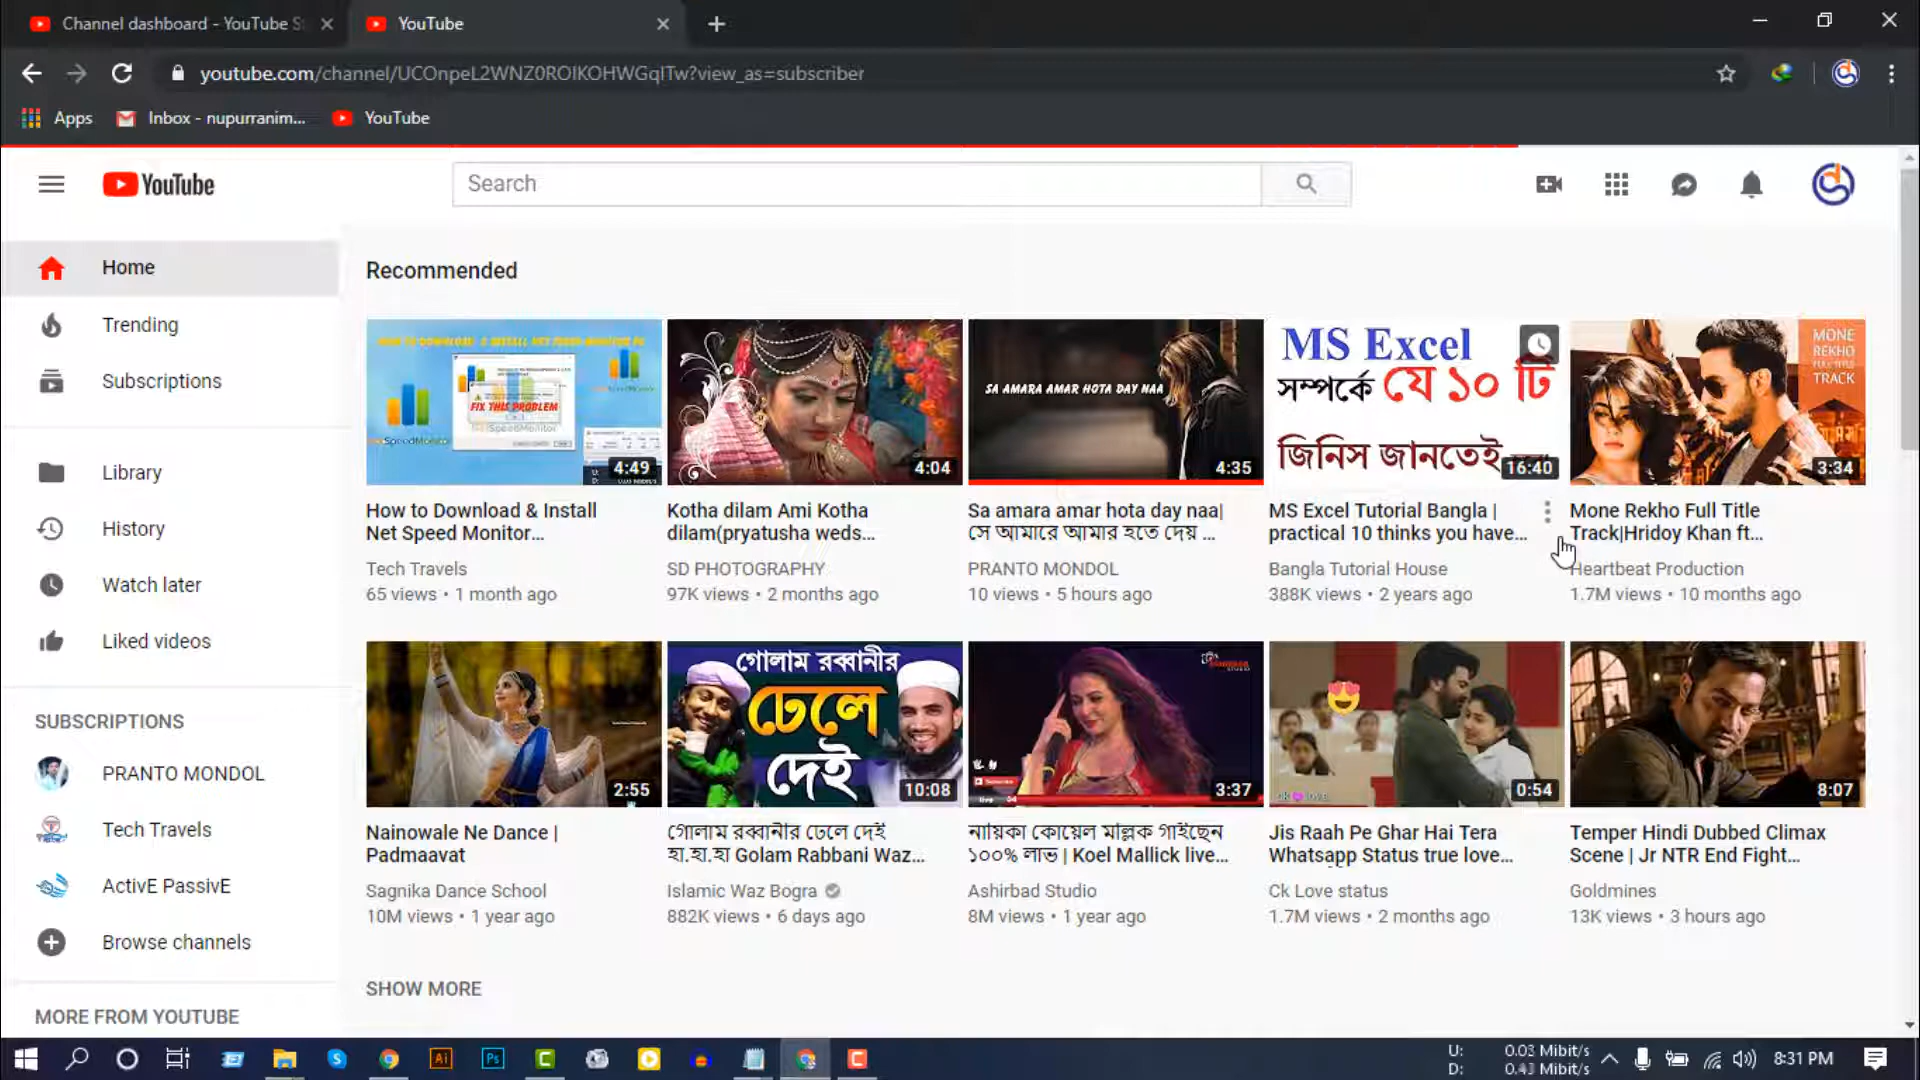 Channel dashboard - YouTube S
YouTube
youtube.com/channel/UCOnpeL2WNZ0ROIKOHWGqlTw?view_as=subscriber
Apps
Inbox - nupurranim...
YouTube
YouTube
Search
Home
Trending
Subscriptions
Library
History
Watch later
Liked videos
SUBSCRIPTIONS
PRANTO MONDOL
Tech Travels
ActivE PassivE
Browse channels
MORE FROM YOUTUBE
Recommended
FIX THIS PROBLEM
4:49
How to Download & Install
Net Speed Monitor...
Tech Travels
65 views • 1 month ago
4:04
Kotha dilam Ami Kotha
dilam(pryatusha weds...
SD PHOTOGRAPHY
97K views • 2 months ago
SA AMARA AMAR HOTA DAY NAA
4:35
Sa amara amar hota day naa|
সে আমারে আমার হতে দেয় ...
PRANTO MONDOL
10 views • 5 hours ago
MS Excel
সম্পর্কে যে ১০ টি
জিনিস জানতেই
16:40
MS Excel Tutorial Bangla |
practical 10 thinks you have...
Bangla Tutorial House
388K views • 2 years ago
MONE
REKHO
FULL TITLE
TRACK
3:34
Mone Rekho Full Title
Track|Hridoy Khan ft...
Heartbeat Production
1.7M views • 10 months ago
2:55
Nainowale Ne Dance |
Padmaavat
Sagnika Dance School
10M views • 1 year ago
গোলাম রব্বানীর
ঢেলে
দেই
10:08
গোলাম রব্বানীর ঢেলে দেই
হা.হা.হা Golam Rabbani Waz...
Islamic Waz Bogra
882K views • 6 days ago
3:37
নায়িকা কোয়েল মল্লিক গাইছেন
১০০% লাভ | Koel Mallick live...
Ashirbad Studio
8M views • 1 year ago
0:54
Jis Raah Pe Ghar Hai Tera
Whatsapp Status true love...
Ck Love status
1.7M views • 2 months ago
8:07
Temper Hindi Dubbed Climax
Scene | Jr NTR End Fight...
Goldmines
13K views • 3 hours ago
SHOW MORE
U: 0.03 Mibit/s
D: 0.43 Mibit/s
8:31 PM